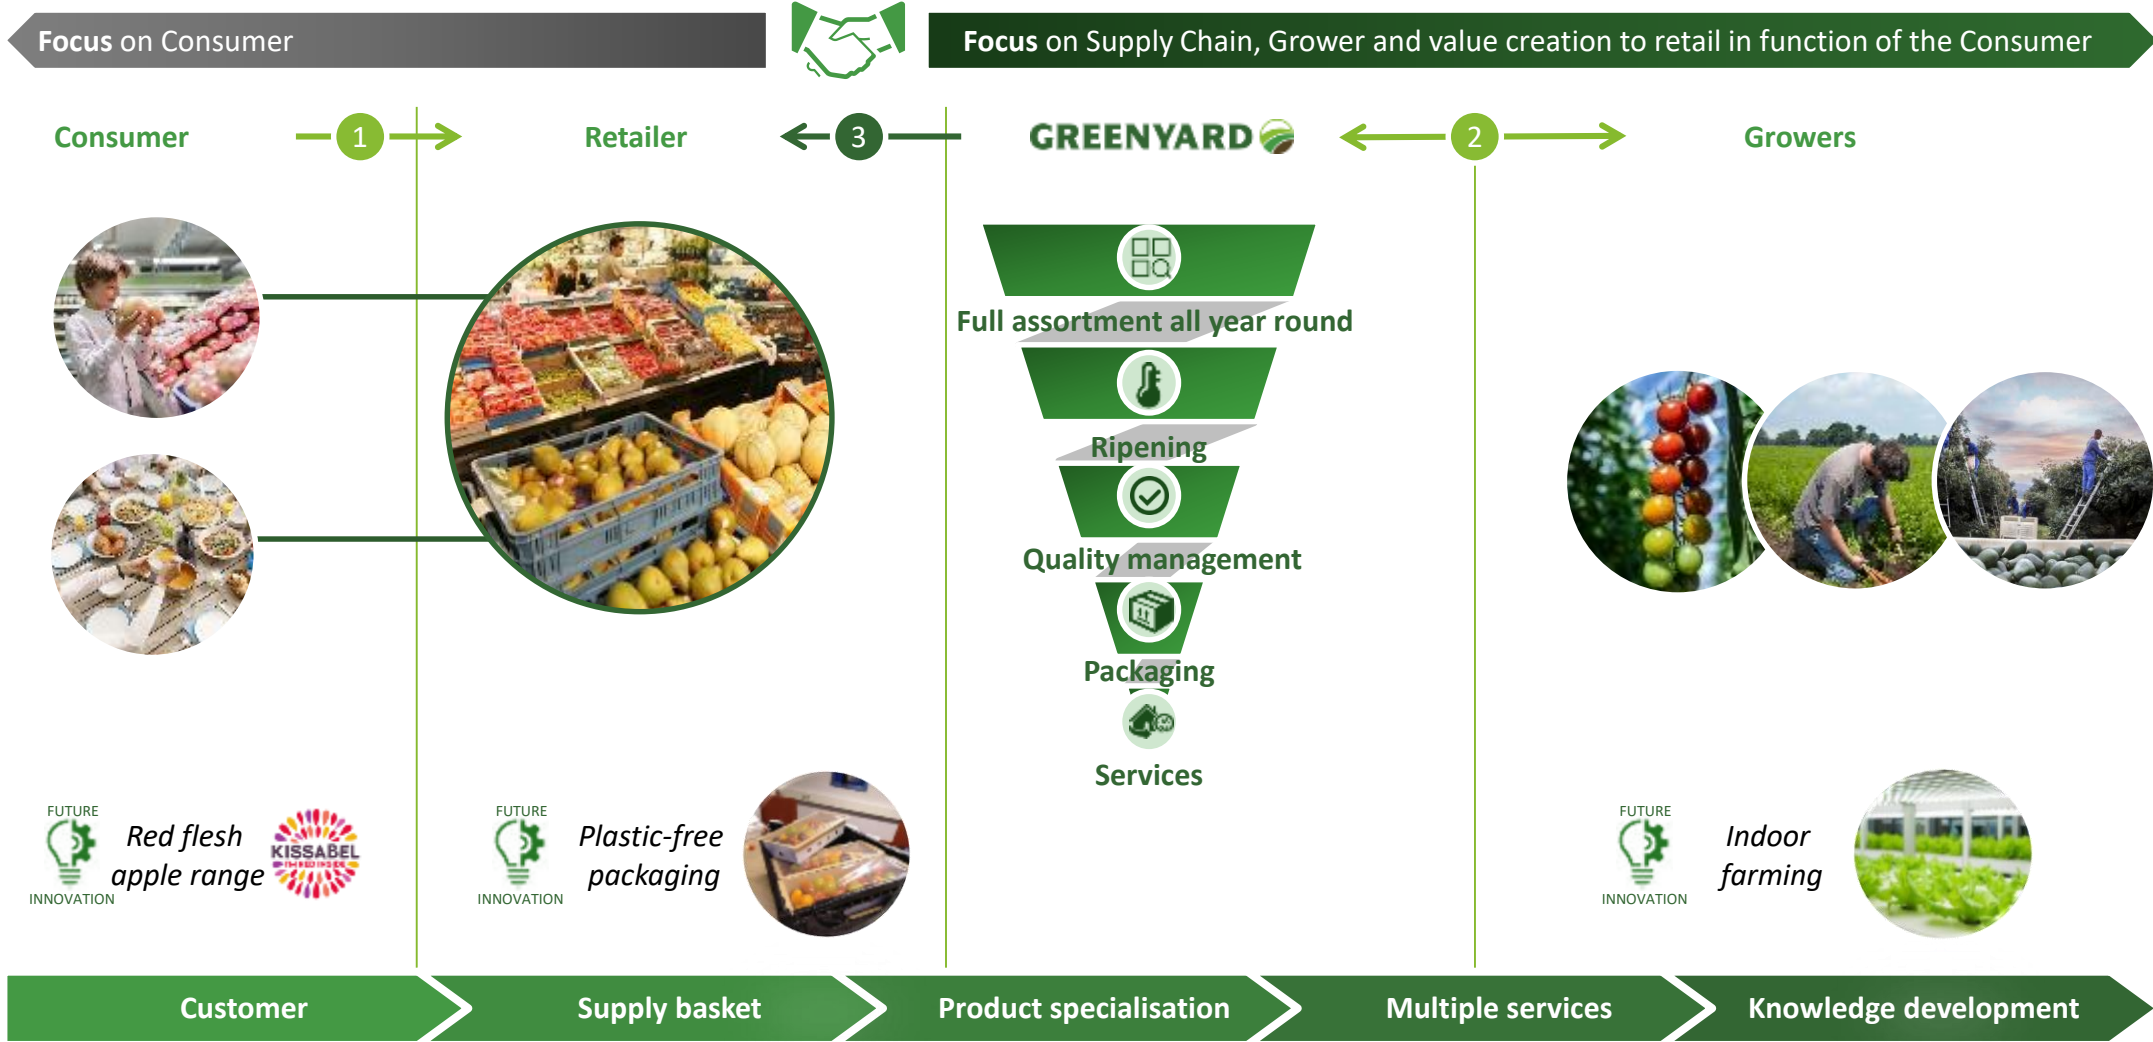 Focus on Consumer
Focus on Supply Chain, Grower and value creation to retail in function of the Consumer
Consumer
1
Retailer
3
GREENYARD
2
Growers
Full assortment all year round
Ripening
Quality management
Packaging
Services
FUTURE
INNOVATION
Red flesh
apple range
KISSABEL
I'M RED INSIDE
FUTURE
INNOVATION
Plastic-free
packaging
FUTURE
INNOVATION
Indoor
farming
Customer
Supply basket
Product specialisation
Multiple services
Knowledge development